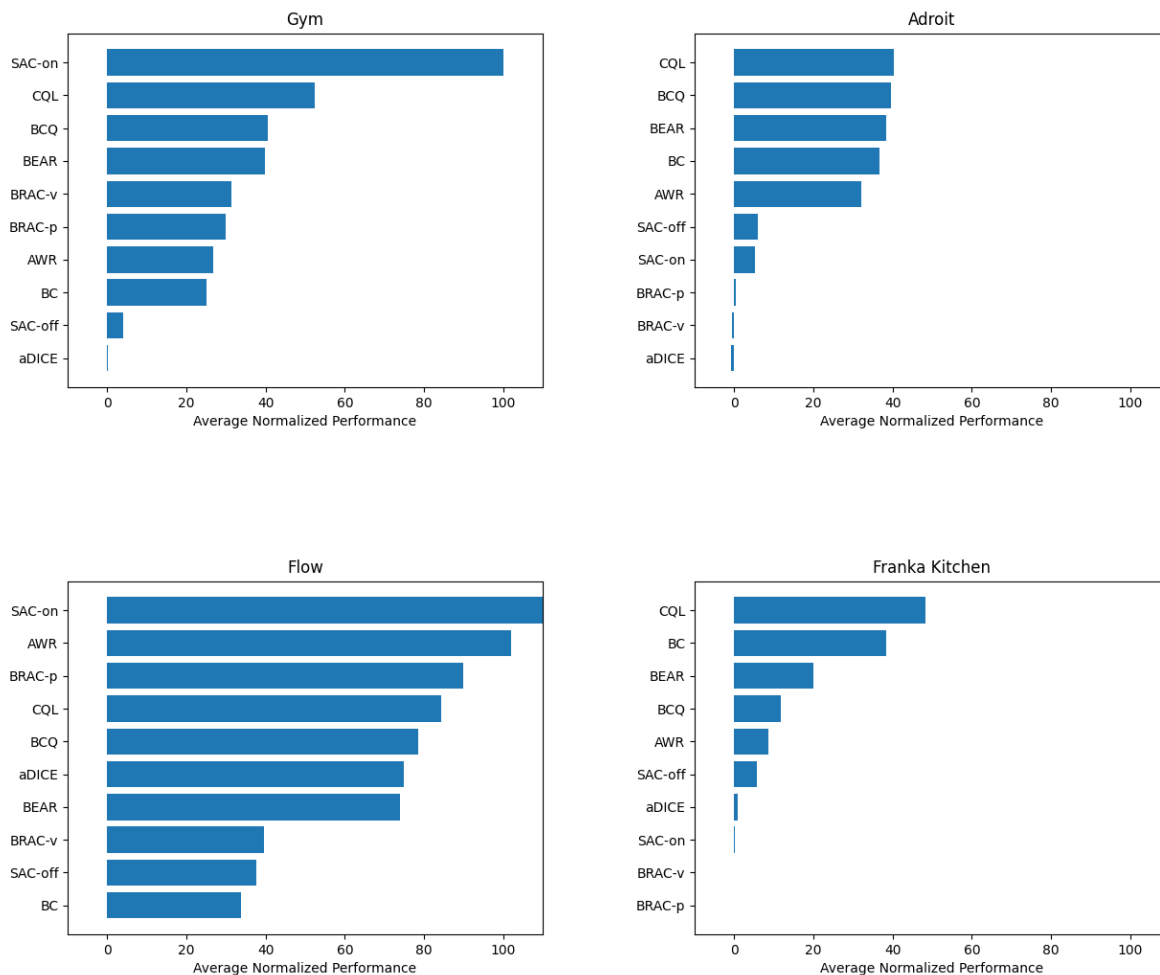 Gym
SAC-on
CQL
BCQ
BEAR
BRAC-v
BRAC-p
AWR
BC
SAC-off
aDICE
0 20 40 60 80 100
Average Normalized Performance
Adroit
CQL
BCQ
BEAR
BC
AWR
SAC-off
SAC-on
BRAC-p
BRAC-v
aDICE
0 20 40 60 80 100
Average Normalized Performance
Flow
SAC-on
AWR
BRAC-p
CQL
BCQ
aDICE
BEAR
BRAC-v
SAC-off
BC
0 20 40 60 80 100
Average Normalized Performance
Franka Kitchen
CQL
BC
BEAR
BCQ
AWR
SAC-off
aDICE
SAC-on
BRAC-v
BRAC-p
0 20 40 60 80 100
Average Normalized Performance